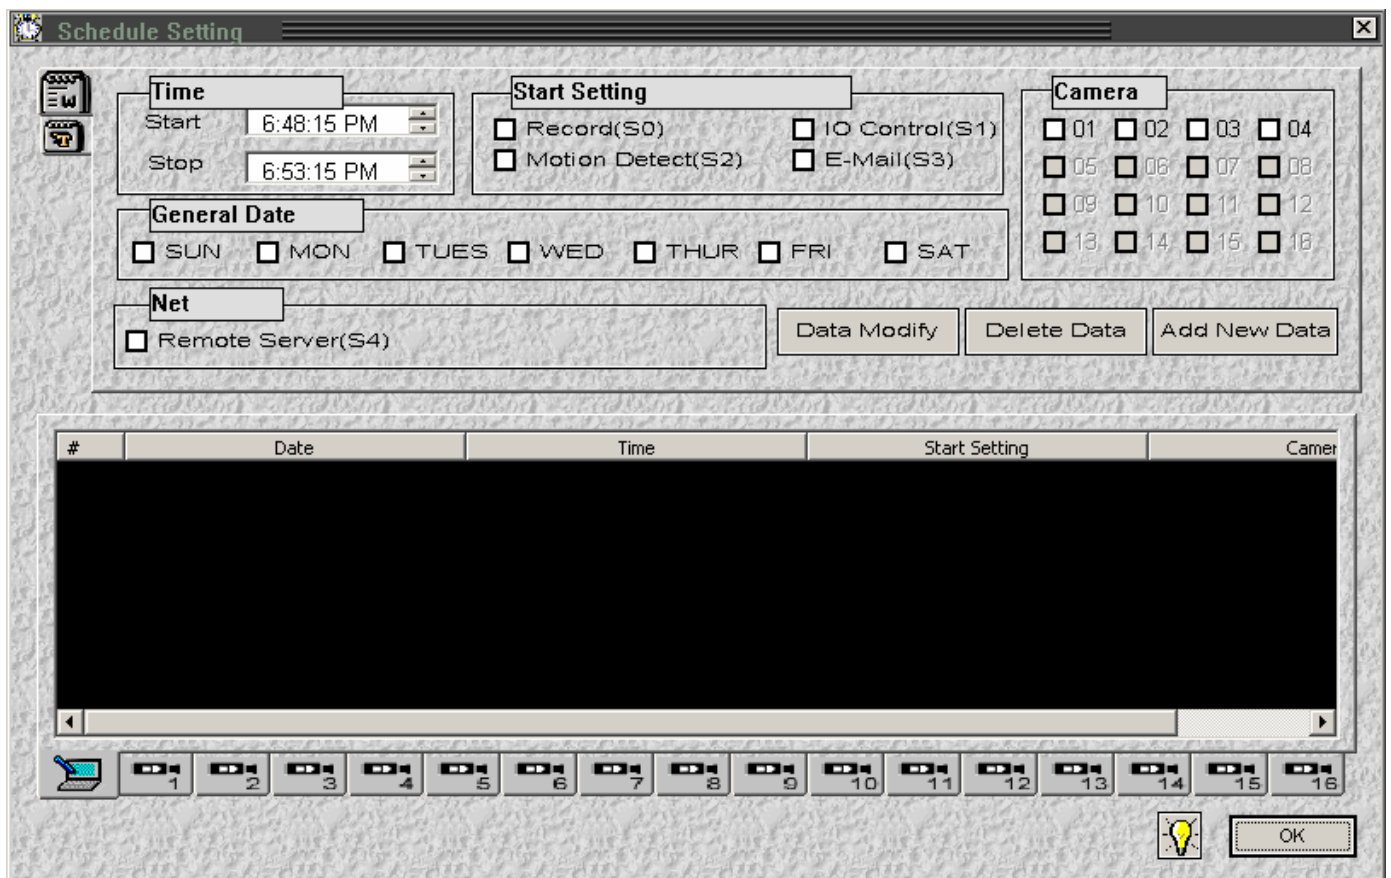 Schedule Setting
Time
Start 6:48:15 PM
Stop 6:53:15 PM
Start Setting
Record(S0) IO Control(S1)
Motion Detect(S2) E-Mail(S3)
Camera
01 02 03 04
05 06 07 08
09 10 11 12
13 14 15 16
General Date
SUN MON TUES WED THUR FRI SAT
Net
Remote Server(S4)
Data Modify Delete Data Add New Data
# Date Time Start Setting Camer
1 2 3 4 5 6 7 8 9 10 11 12 13 14 15 16
OK